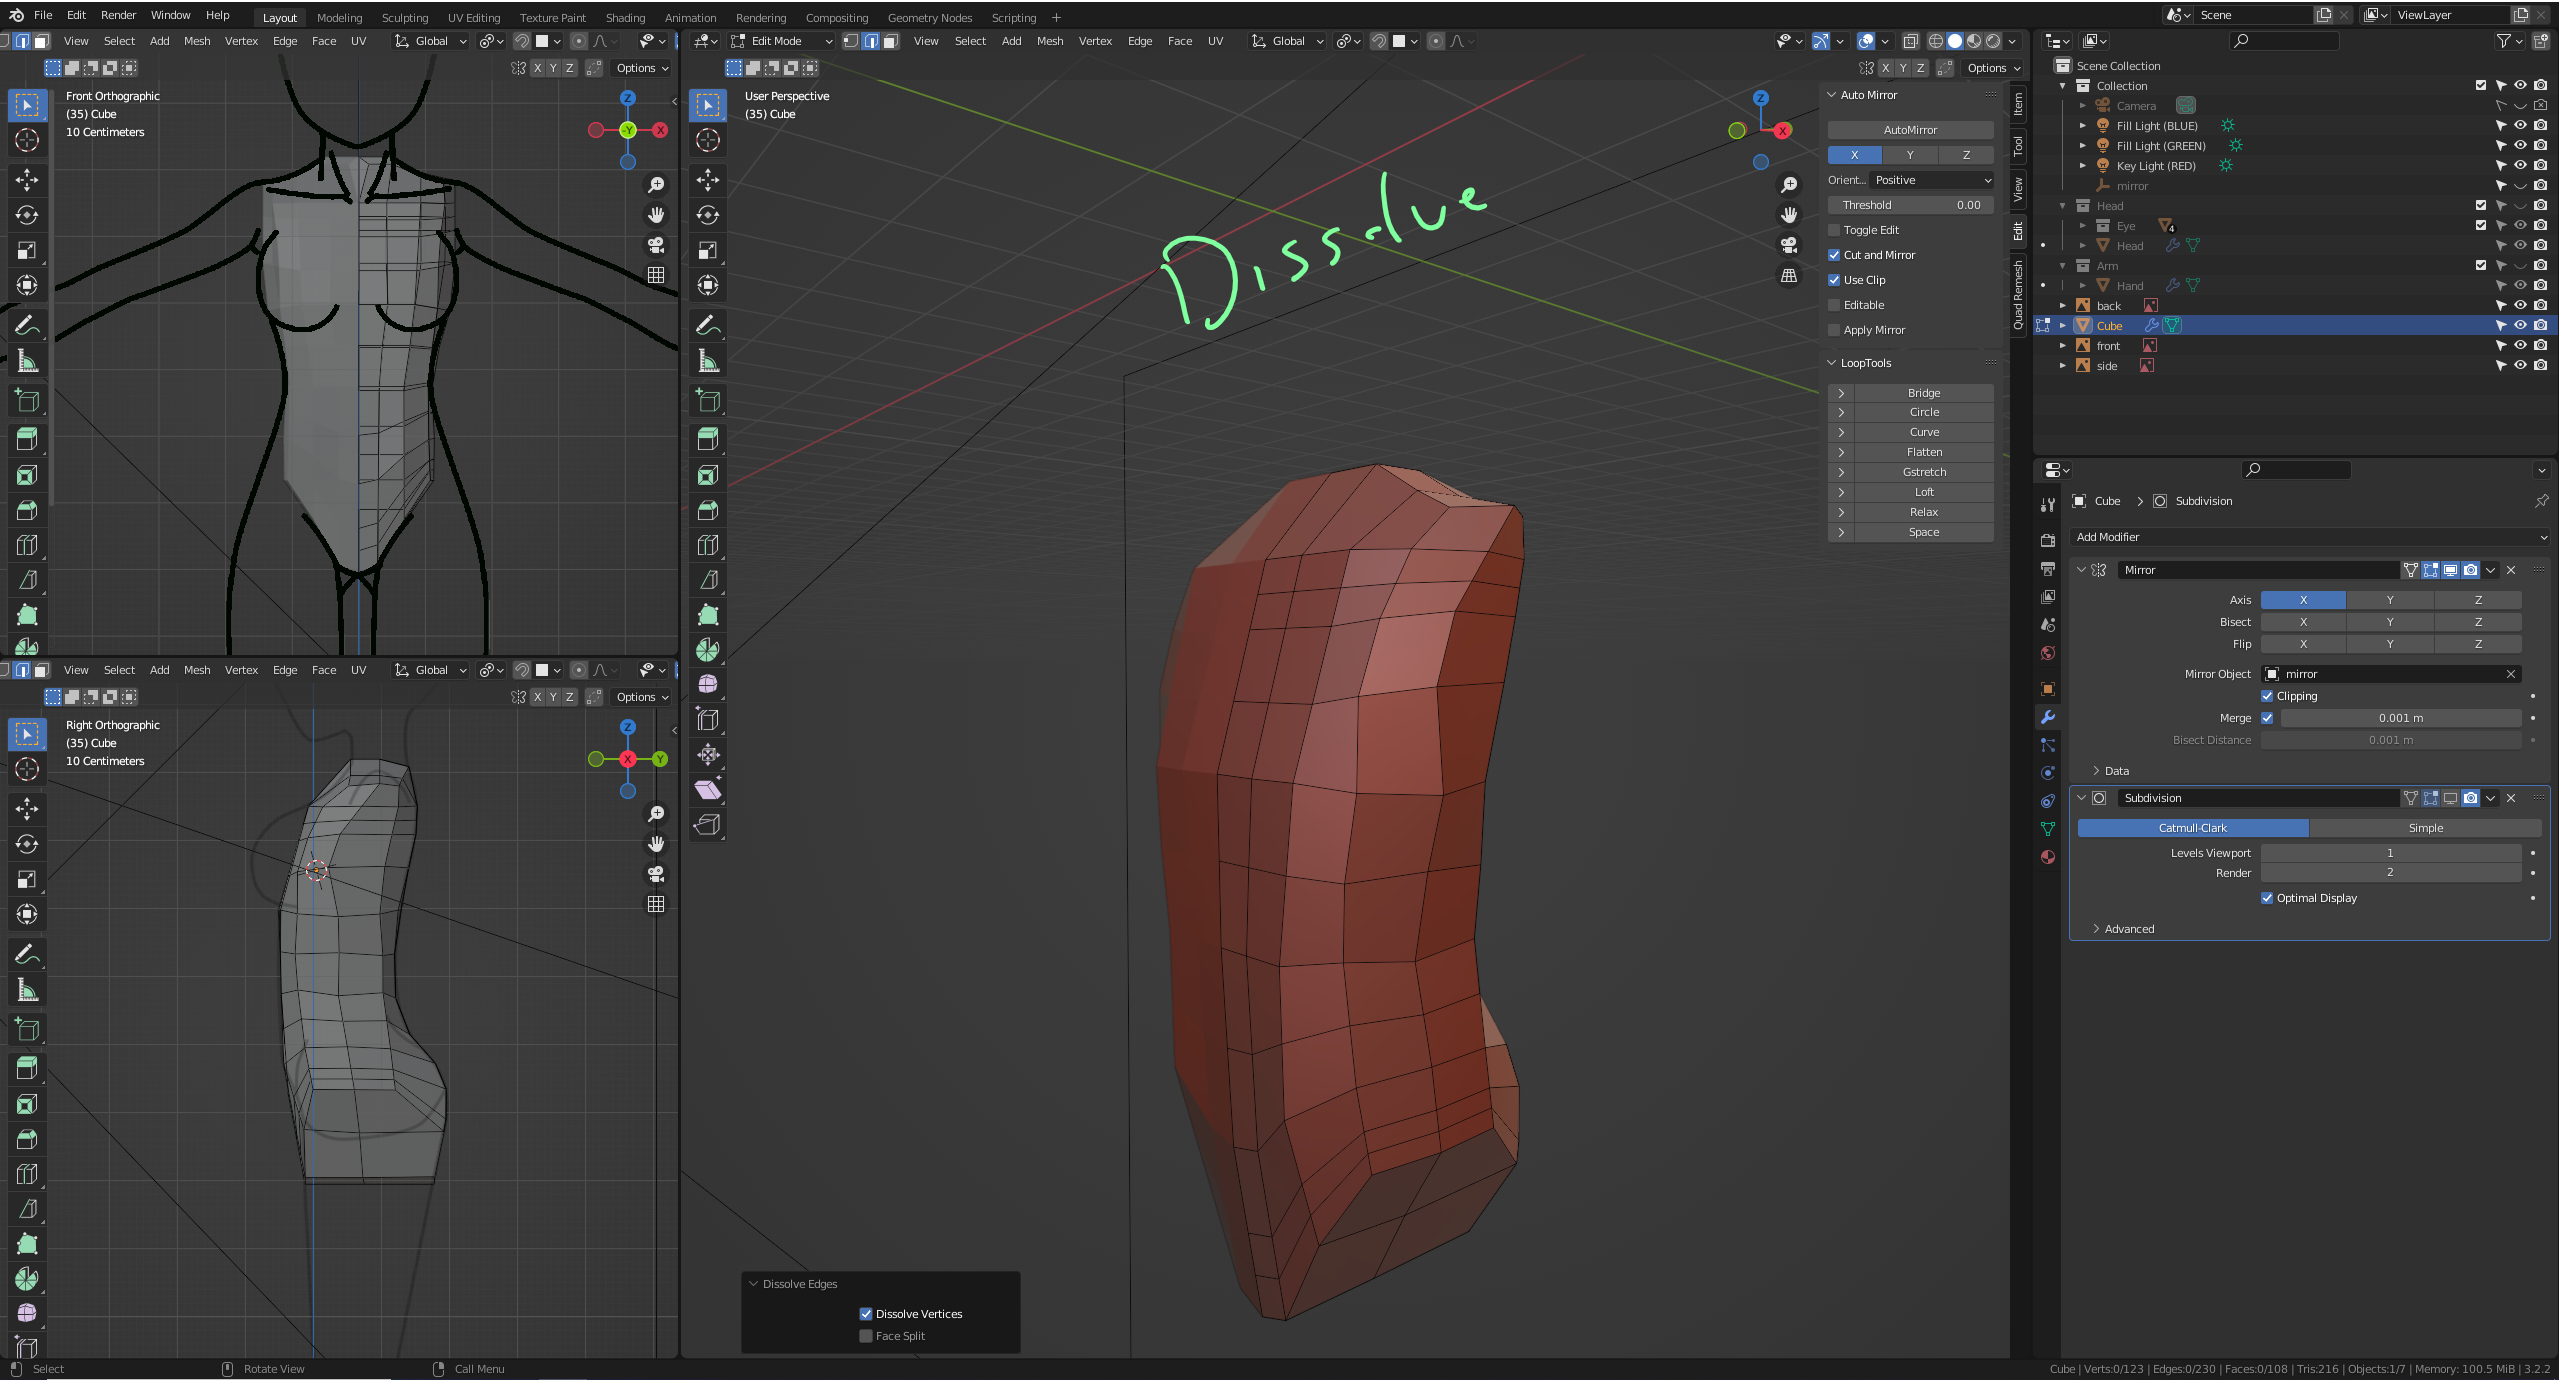 File Edit Render Window Help Layout Modeling Sculpting UV Editing Texture Paint Shading Animation Rendering Compositing Geometry Nodes Scripting + Scene ViewLayer
View Select Add Mesh Vertex Edge Face UV Global
X Y Z Options
Front Orthographic
(35) Cube
10 Centimeters
Z
-Y X
View Select Add Mesh Vertex Edge Face UV Global
X Y Z Options
Right Orthographic
(35) Cube
10 Centimeters
Z
X Y
Edit Mode View Select Add Mesh Vertex Edge Face UV Global
X Y Z Options
User Perspective
(35) Cube
Z
X
Dissolve
Auto Mirror
AutoMirror
X Y Z
Orient... Positive
Threshold 0.00
Toggle Edit
Cut and Mirror
Use Clip
Editable
Apply Mirror
LoopTools
Bridge
Circle
Curve
Flatten
Gstretch
Loft
Relax
Space
Item
Tool
View
Edit
Quad Remesh
Dissolve Edges
Dissolve Vertices
Face Split
Scene Collection
Collection
Camera
Fill Light (BLUE)
Fill Light (GREEN)
Key Light (RED)
mirror
Head
Eye 4
Head
Arm
Hand
back
Cube
front
side
Cube > Subdivision
Add Modifier
Mirror
Axis X Y Z
Bisect X Y Z
Flip X Y Z
Mirror Object mirror
Clipping
Merge 0.001 m
Bisect Distance 0.001 m
Data
Subdivision
Catmull-Clark Simple
Levels Viewport 1
Render 2
Optimal Display
Advanced
Select Rotate View Call Menu
Cube | Verts:0/123 | Edges:0/230 | Faces:0/108 | Tris:216 | Objects:1/7 | Memory: 100.5 MiB | 3.2.2